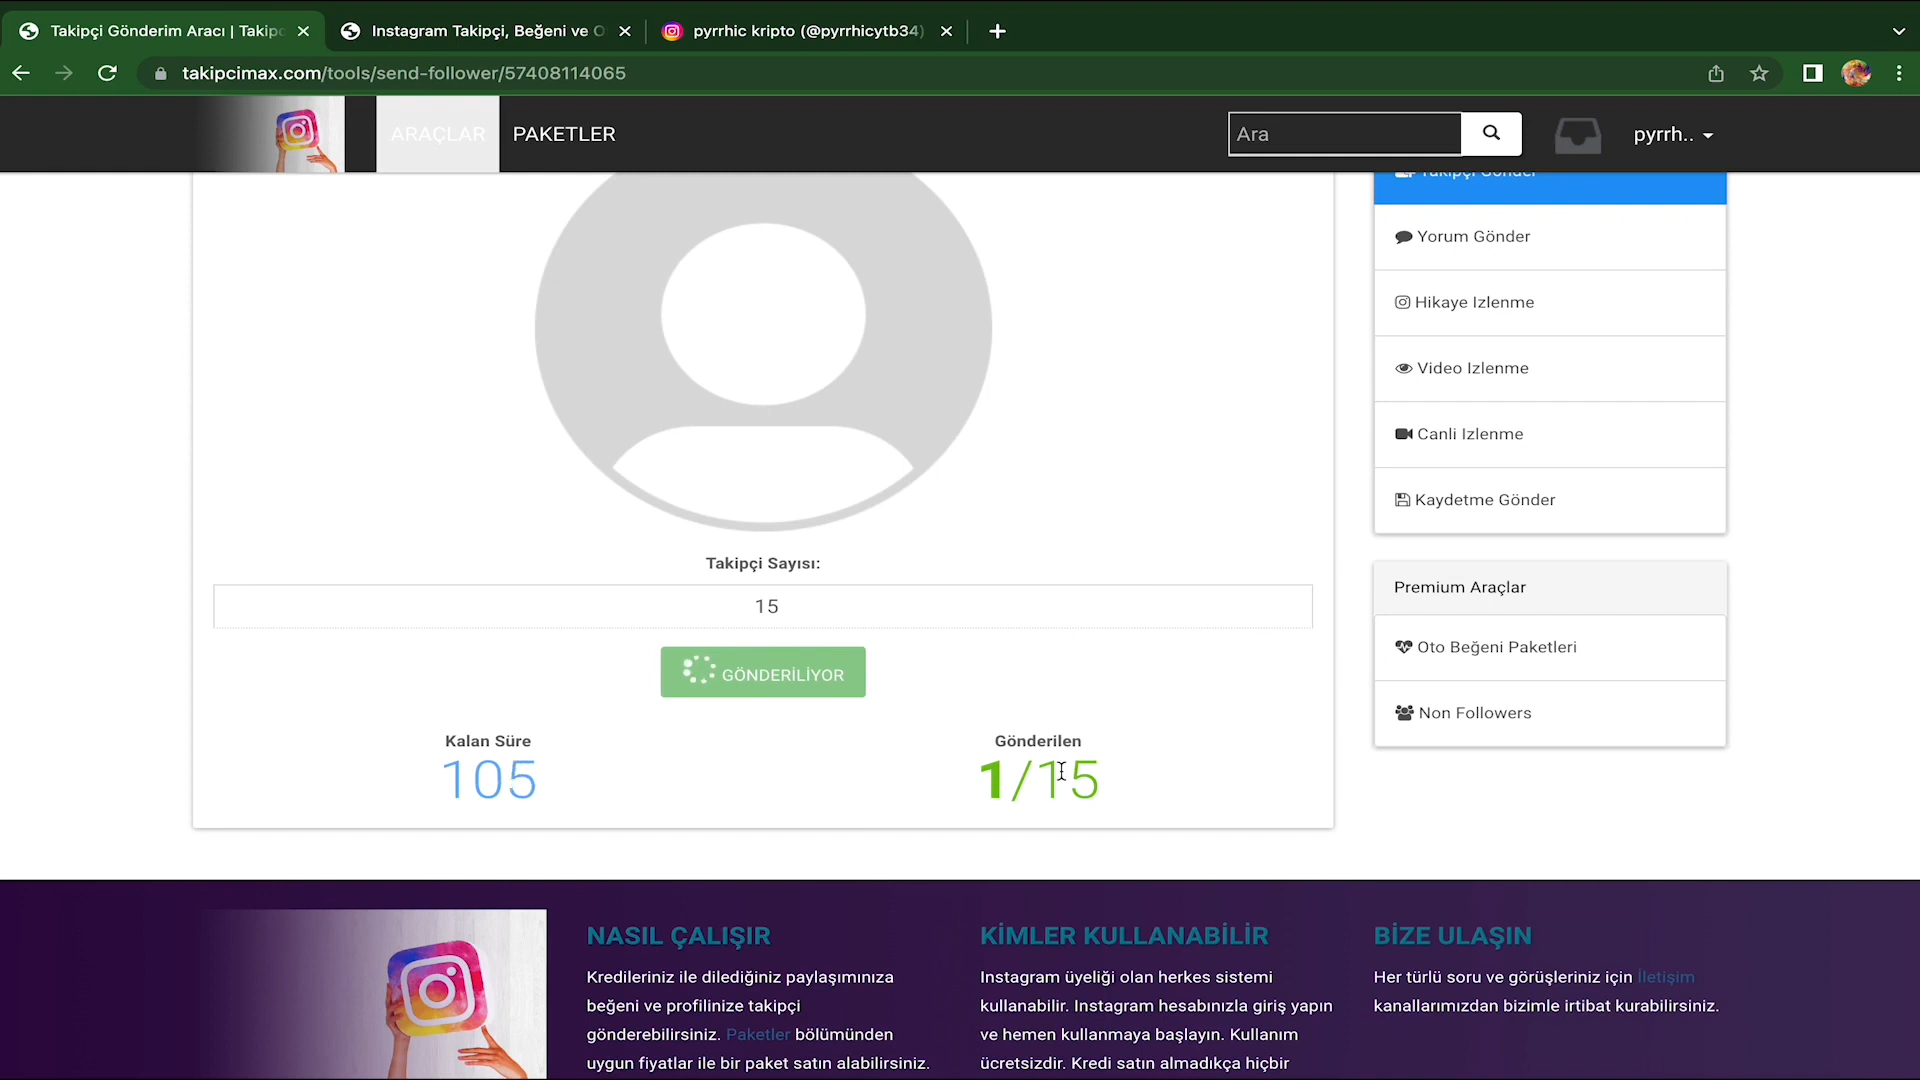 Takipçi Gönderim Aracı | Takipc
Instagram Takipçi, Beğeni ve O
pyrrhic kripto (@pyrrhicytb34)
takipcimax.com/tools/send-follower/57408114065
ARAÇLAR
PAKETLER
Ara
pyrrh..
Takipçi Gönder
Yorum Gönder
Hikaye Izlenme
Video Izlenme
Canli Izlenme
Kaydetme Gönder
Takipçi Sayısı:
15
GÖNDERİLİYOR
Kalan Süre
105
Gönderilen
1/15
Premium Araçlar
Oto Beğeni Paketleri
Non Followers
NASIL ÇALIŞIR
Kredileriniz ile dilediğiniz paylaşımınıza
beğeni ve profilinize takipçi
gönderebilirsiniz. Paketler bölümünden
uygun fiyatlar ile bir paket satın alabilirsiniz.
KİMLER KULLANABİLİR
Instagram üyeliği olan herkes sistemi
kullanabilir. Instagram hesabınızla giriş yapın
ve hemen kullanmaya başlayın. Kullanım
ücretsizdir. Kredi satın almadıkça hiçbir
BİZE ULAŞIN
Her türlü soru ve görüşleriniz için İletişim
kanallarımızdan bizimle irtibat kurabilirsiniz.